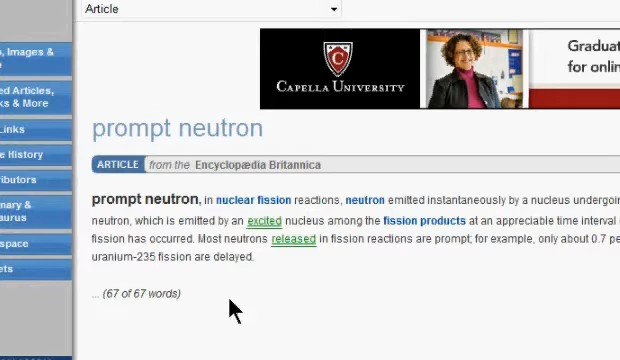 Article
, Images &
ed Articles,
ks & More
Links
e History
ributors
nary &
aurus
space
ets
CAPELLA UNIVERSITY
Graduat
for onlin
prompt neutron
ARTICLE from the Encyclopædia Britannica
prompt neutron, in nuclear fission reactions, neutron emitted instantaneously by a nucleus undergoin
neutron, which is emitted by an excited nucleus among the fission products at an appreciable time interval
fission has occurred. Most neutrons released in fission reactions are prompt; for example, only about 0.7 pe
uranium-235 fission are delayed.
... (67 of 67 words)